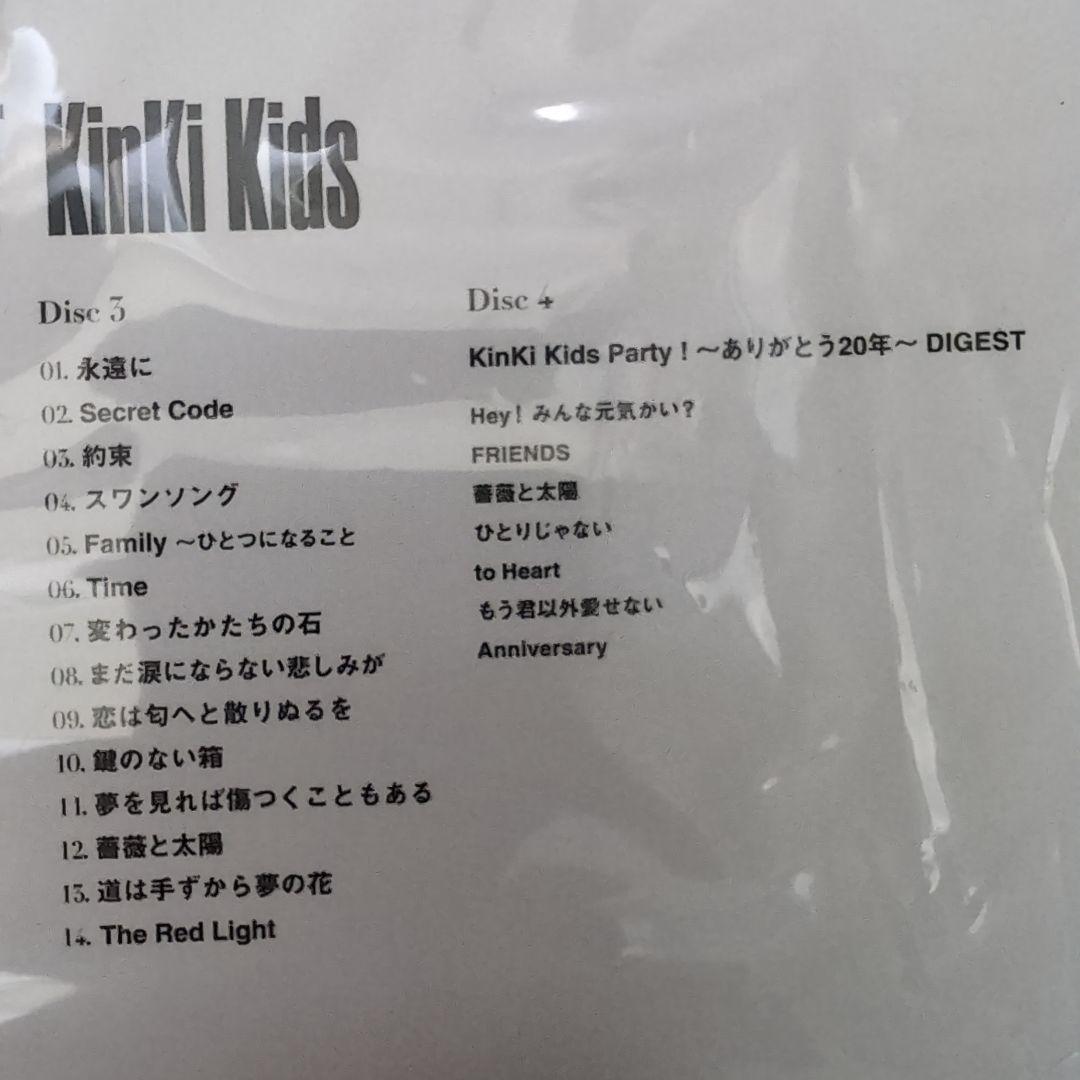 KinKi Kids
Disc 3
01. 永遠に
02. Secret Code
03. 約束
04. スワンソング
05. Family ～ひとつになること
06. Time
07. 変わったかたちの石
08. まだ涙にならない悲しみが
09. 恋は匂へと散りぬるを
10. 鍵のない箱
11. 夢を見れば傷つくこともある
12. 薔薇と太陽
13. 道は手ずから夢の花
14. The Red Light
Disc 4
KinKi Kids Party！～ありがとう20年～ DIGEST
Hey！みんな元気かい？
FRIENDS
薔薇と太陽
ひとりじゃない
to Heart
もう君以外愛せない
Anniversary